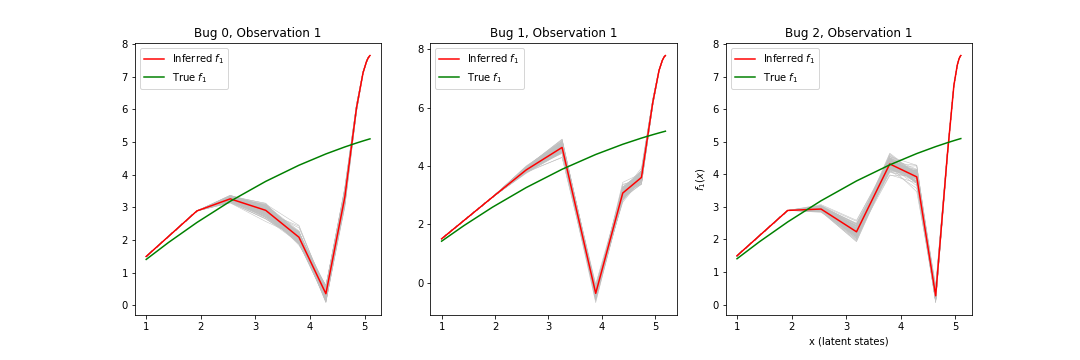 Bug 0, Observation 1
Inferred f₁
True f₁
8
7
6
5
4
3
2
1
0
1 2 3 4 5
Bug 1, Observation 1
Inferred f₁
True f₁
8
6
4
2
0
1 2 3 4 5
Bug 2, Observation 1
Inferred f₁
True f₁
f₁(x)
8
7
6
5
4
3
2
1
0
1 2 3 4 5
x (latent states)